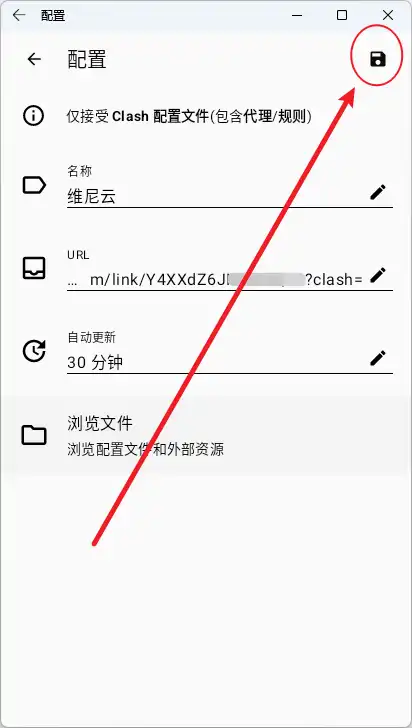 配置
配置
仅接受 Clash 配置文件(包含代理/规则)
名称
维尼云
URL
... m/link/Y4XXdZ6J ?clash=
自动更新
30 分钟
浏览文件
浏览配置文件和外部资源